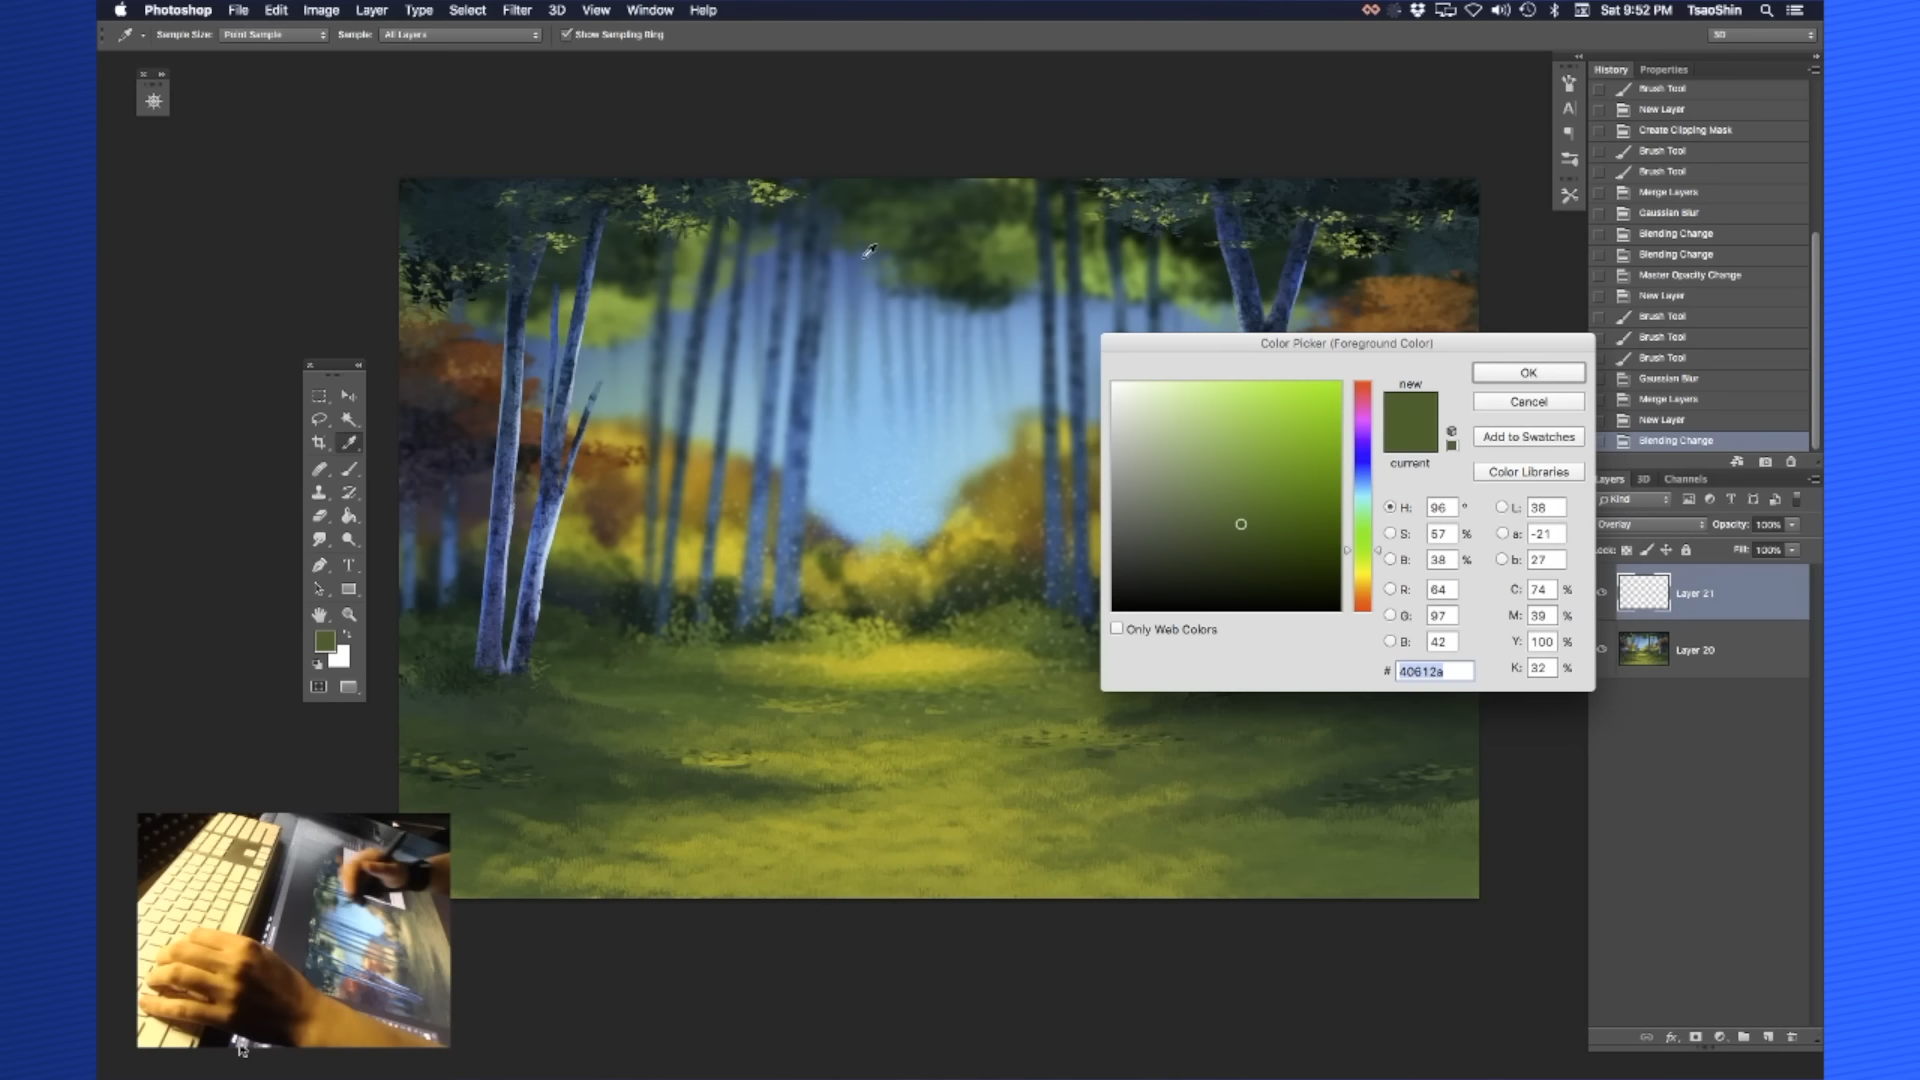 Photoshop File Edit Image Layer Type Select Filter 3D View Window Help Sat 9:52 PM TsaoShin
Sample Size: Point Sample Sample: All Layers Show Sampling Ring 3D
History Properties
Brush Tool
New Layer
Create Clipping Mask
Brush Tool
Brush Tool
Merge Layers
Gaussian Blur
Blending Change
Blending Change
Master Opacity Change
New Layer
Brush Tool
Brush Tool
Brush Tool
Gaussian Blur
Merge Layers
New Layer
Blending Change
Color Picker (Foreground Color)
new
current
OK
Cancel
Add to Swatches
Color Libraries
H: 96 ° L: 38
S: 57 % a: -21
B: 38 % b: 27
R: 64 C: 74 %
G: 97 M: 39 %
B: 42 Y: 100 %
# 40612a K: 32 %
Only Web Colors
Layers 3D Channels
Kind
Overlay Opacity: 100%
Lock: Fill: 100%
Layer 21
Layer 20